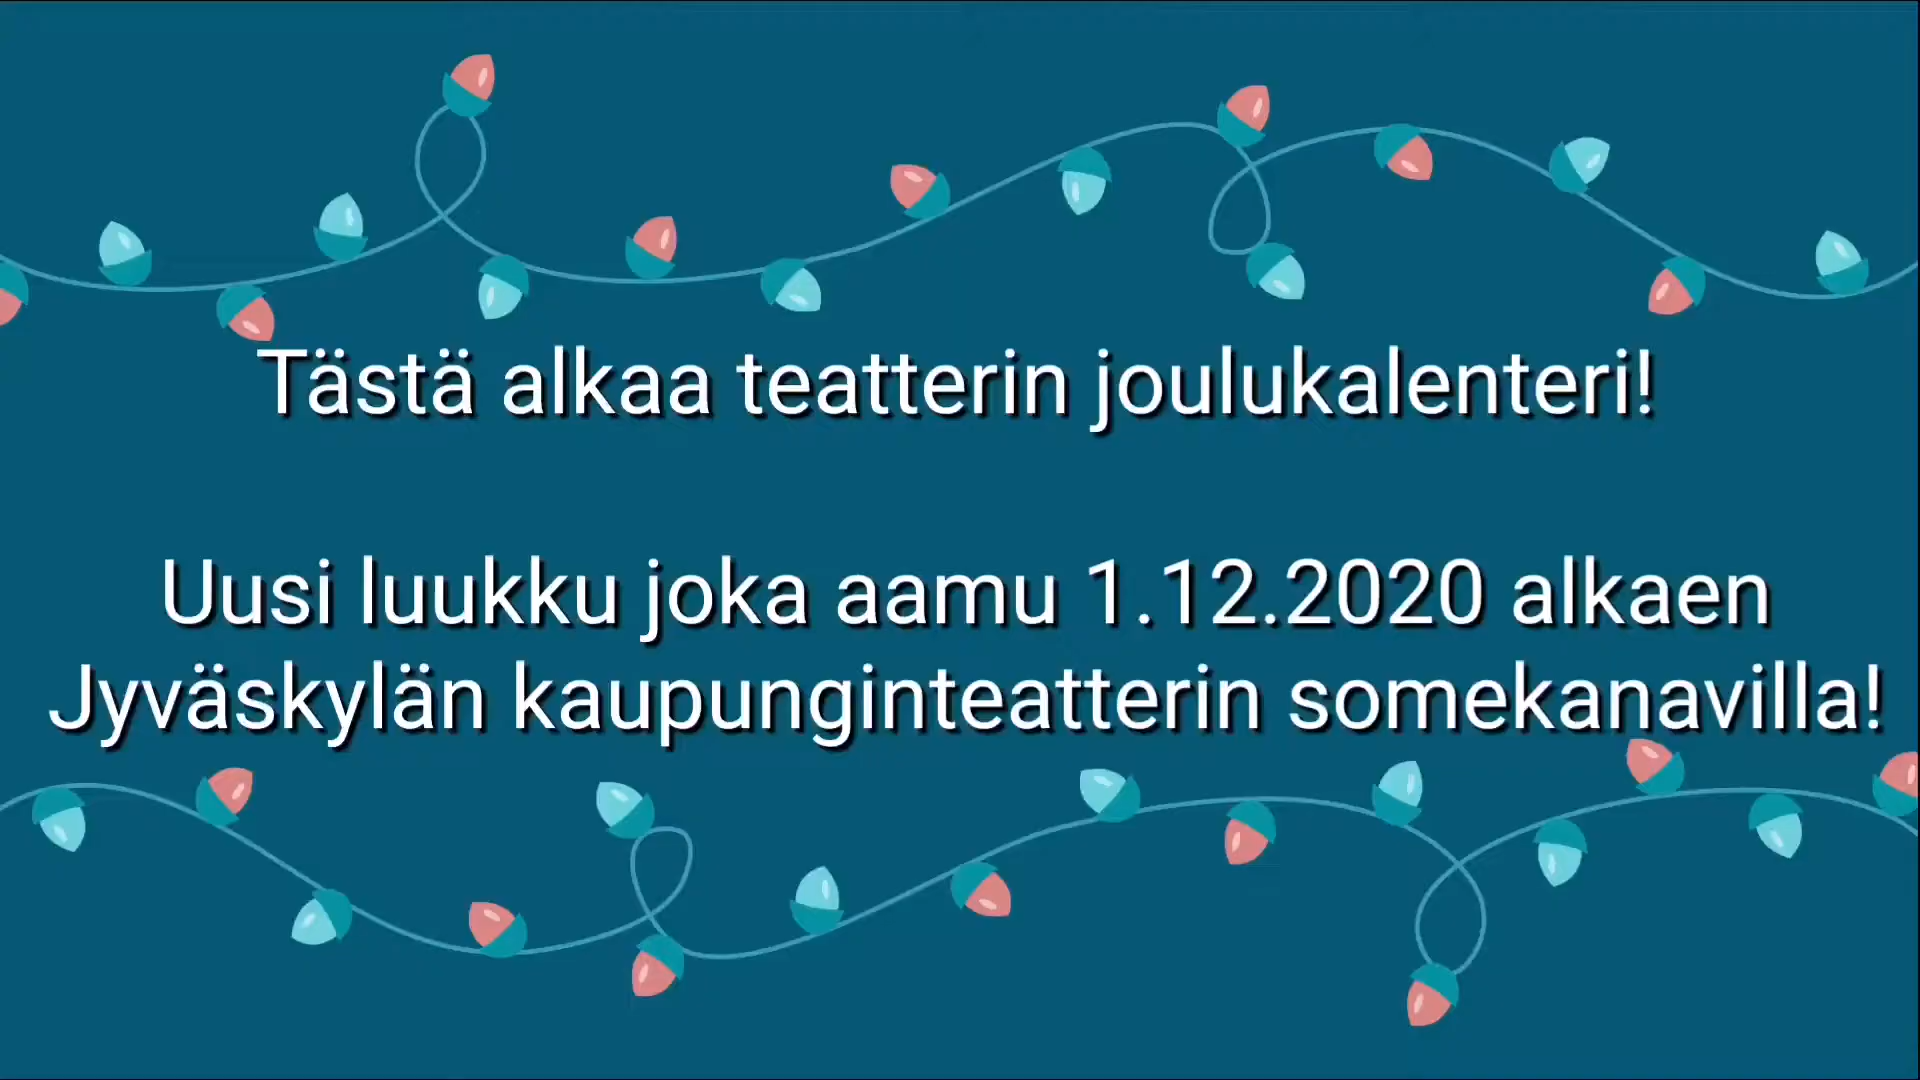 Tästä alkaa teatterin joulukalenteri!
Uusi luukku joka aamu 1.12.2020 alkaen
Jyväskylän kaupunginteatterin somekanavilla!